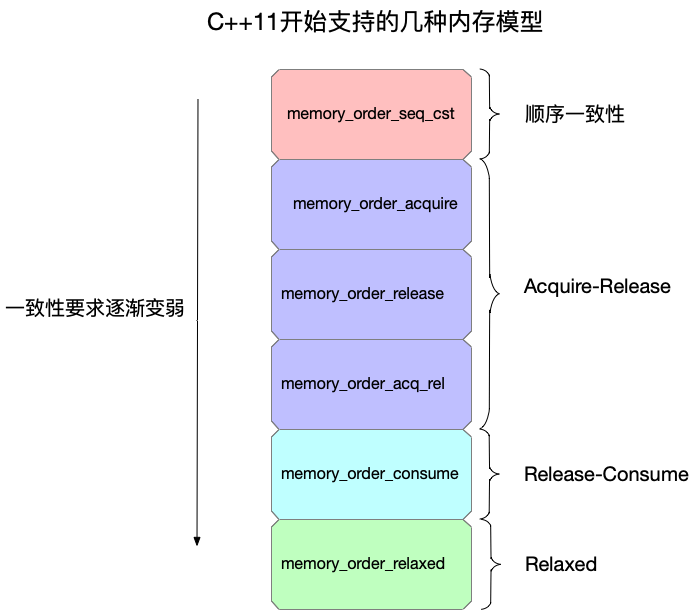 C++11开始支持的几种内存模型
memory_order_seq_cst
顺序一致性
memory_order_acquire
memory_order_release
Acquire-Release
一致性要求逐渐变弱
memory_order_acq_rel
memory_order_consume
Release-Consume
memory_order_relaxed
Relaxed